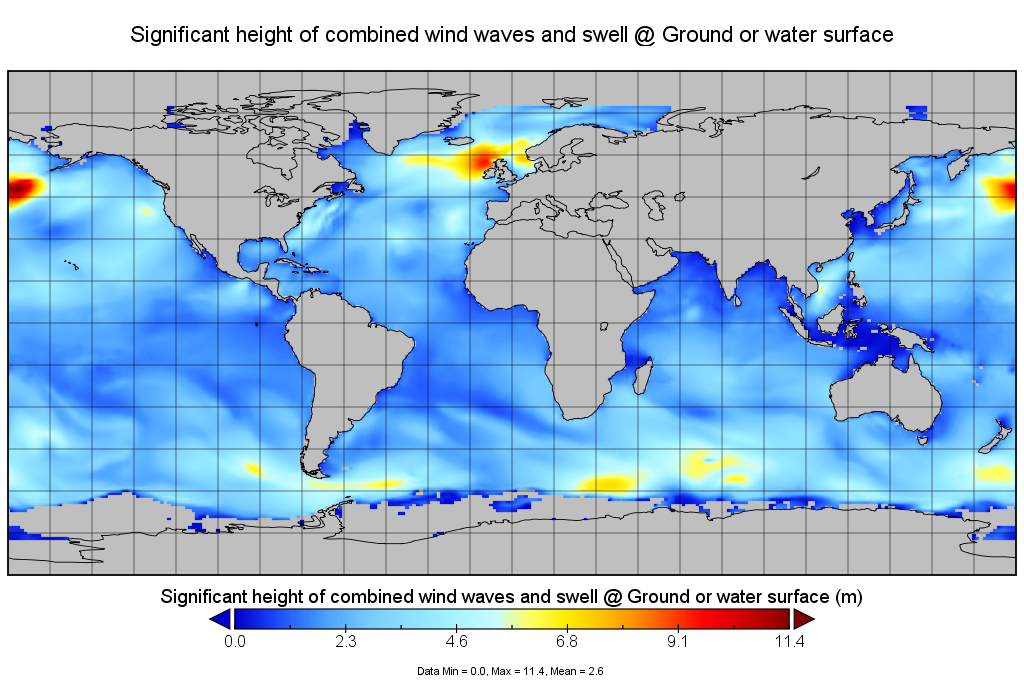 Significant height of combined wind waves and swell @ Ground or water surface
Significant height of combined wind waves and swell @ Ground or water surface (m)
0.0 2.3 4.6 6.8 9.1 11.4
Data Min = 0.0, Max = 11.4, Mean = 2.6